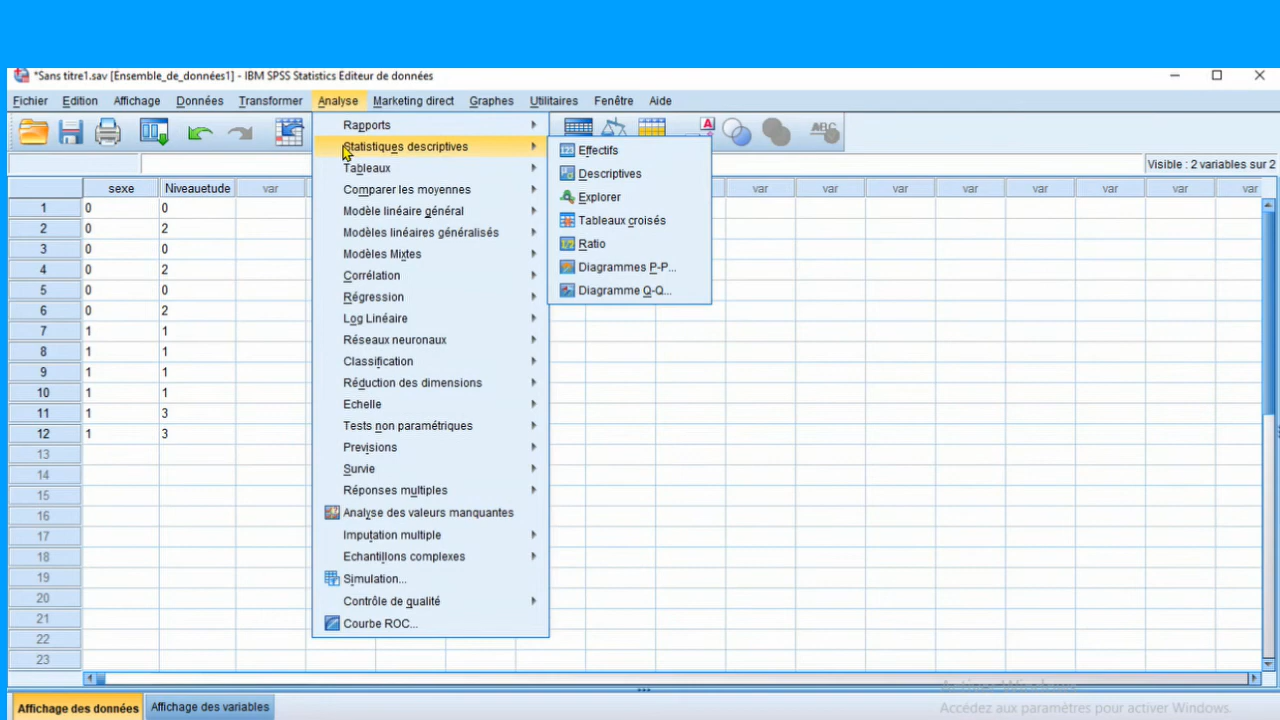 *Sans titre1.sav [Ensemble_de_données1] - IBM SPSS Statistics Editeur de données
Fichier Edition Affichage Données Transformer Analyse Marketing direct Graphes Utilitaires Fenêtre Aide
Visible : 2 variables sur 2
Rapports
Statistiques descriptives
Tableaux
Comparer les moyennes
Modèle linéaire général
Modèles linéaires généralisés
Modèles Mixtes
Corrélation
Régression
Log Linéaire
Réseaux neuronaux
Classification
Réduction des dimensions
Echelle
Tests non paramétriques
Previsions
Survie
Réponses multiples
Analyse des valeurs manquantes
Imputation multiple
Echantillons complexes
Simulation...
Contrôle de qualité
Courbe ROC...
Effectifs
Descriptives
Explorer
Tableaux croisés
Ratio
Diagrammes P-P...
Diagramme Q-Q...
sexe Niveauetude var var var var var var var var
1 0 0
2 0 2
3 0 0
4 0 2
5 0 0
6 0 2
7 1 1
8 1 1
9 1 1
10 1 1
11 1 3
12 1 3
13
14
15
16
17
18
19
20
21
22
23
Affichage des données Affichage des variables
Accédez aux paramètres pour activer Windows.